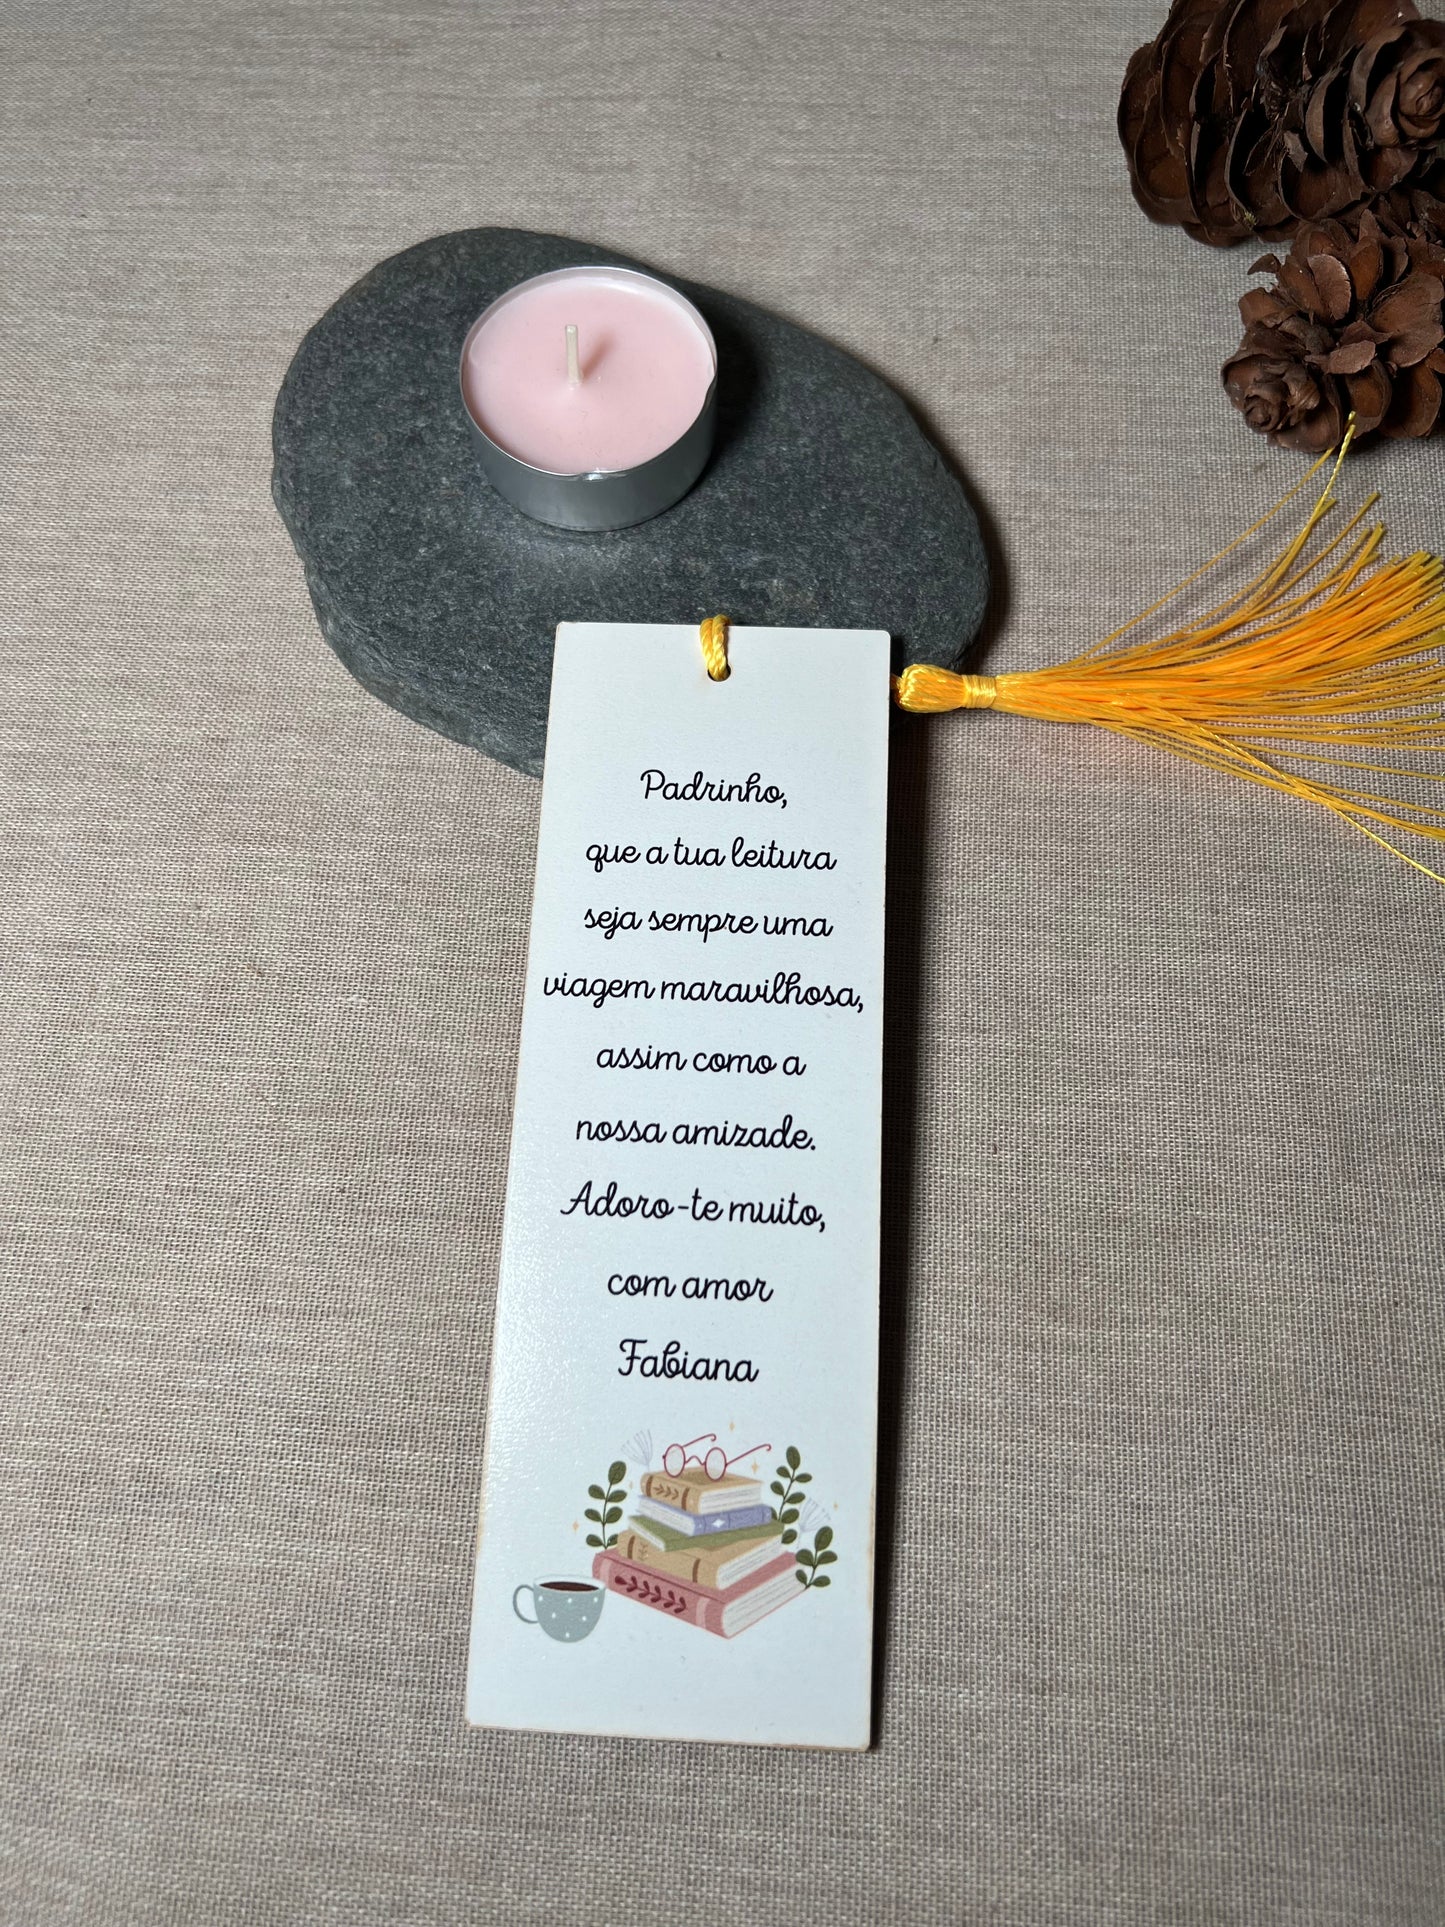 Padrinho,
que a tua leitura
seja sempre uma
viagem maravilhosa,
assim como a
nossa amizade.
Adoro-te muito,
com amor
Fabiana